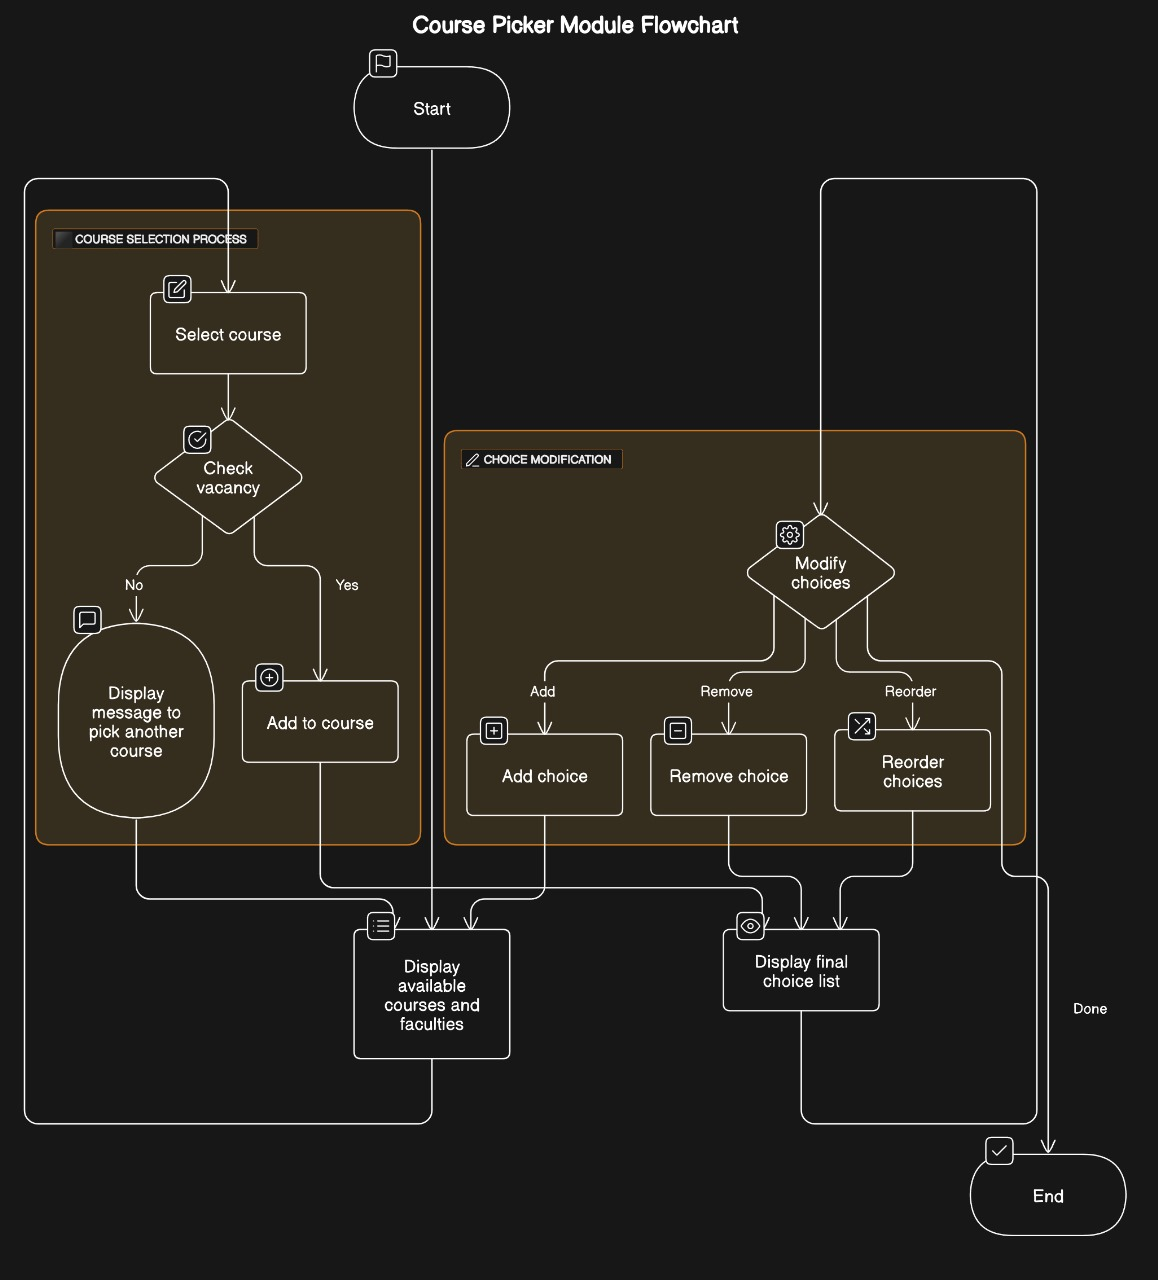 Course Picker Module Flowchart
Start
COURSE SELECTION PROCESS
Select course
Check
vacancy
No
Yes
Display
message to
pick another
course
Add to course
CHOICE MODIFICATION
Modify
choices
Add
Remove
Reorder
Add choice
Remove choice
Reorder
choices
Display
available
courses and
faculties
Display final
choice list
Done
End